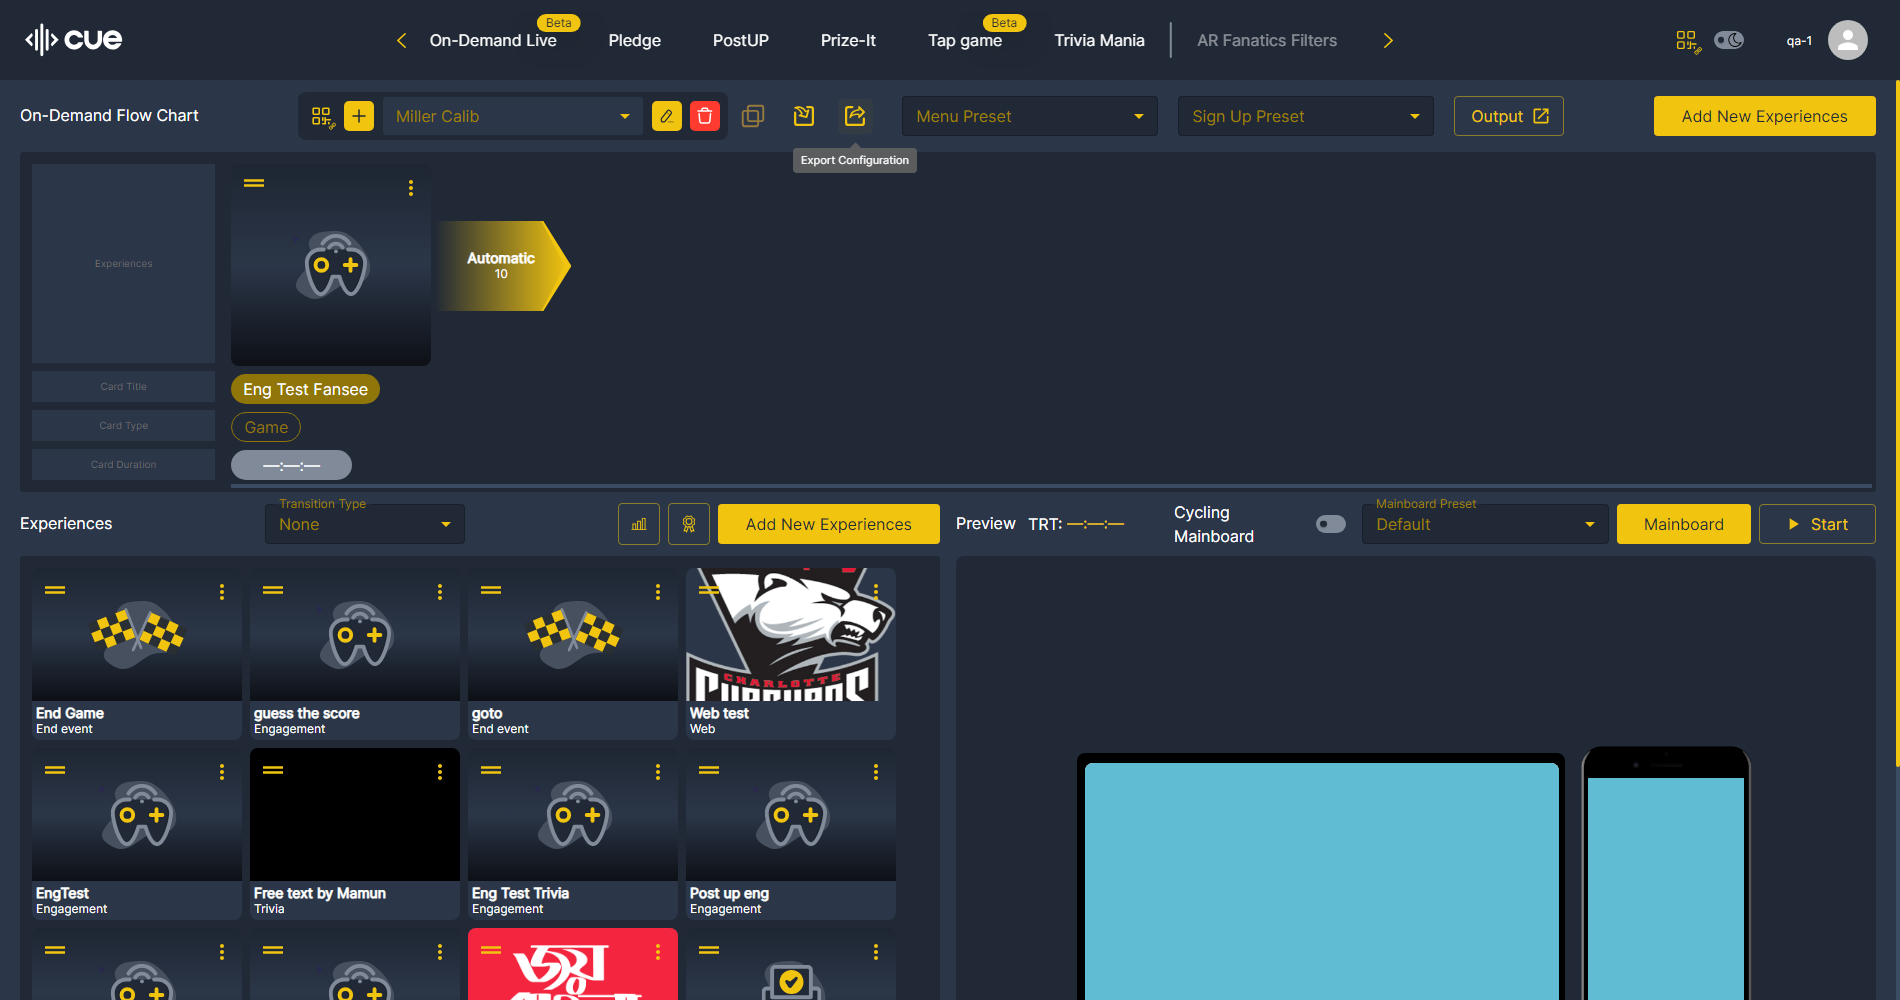 cue
On-Demand Live
Beta
Pledge
PostUP
Prize-It
Tap game
Beta
Trivia Mania
AR Fanatics Filters
qa-1
On-Demand Flow Chart
Miller Calib
Menu Preset
Sign Up Preset
Output
Add New Experiences
Export Configuration
Experiences
Automatic
10
Card Title
Eng Test Fansee
Card Type
Game
Card Duration
—:—:—
Experiences
Transition Type
None
Add New Experiences
Preview
TRT: —:—:—
Cycling
Mainboard
Mainboard Preset
Default
Mainboard
Start
End Game
End event
guess the score
Engagement
goto
End event
CHARLOTTE
Web test
Web
EngTest
Engagement
Free text by Mamun
Trivia
Eng Test Trivia
Engagement
Post up eng
Engagement
জয়